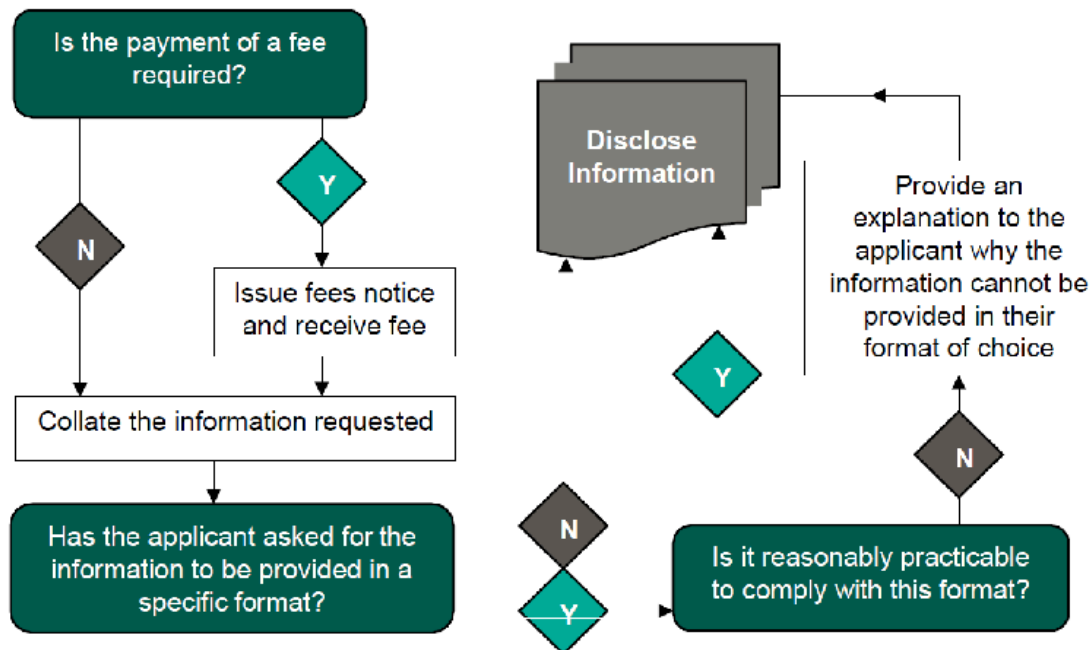 Is the payment of a fee
required?
Y
N
Issue fees notice
and receive fee
Collate the information requested
Has the applicant asked for the
information to be provided in a
specific format?
N
Y
Is it reasonably practicable
to comply with this format?
Y
N
Provide an
explanation to the
applicant why the
information cannot be
provided in their
format of choice
Disclose
Information